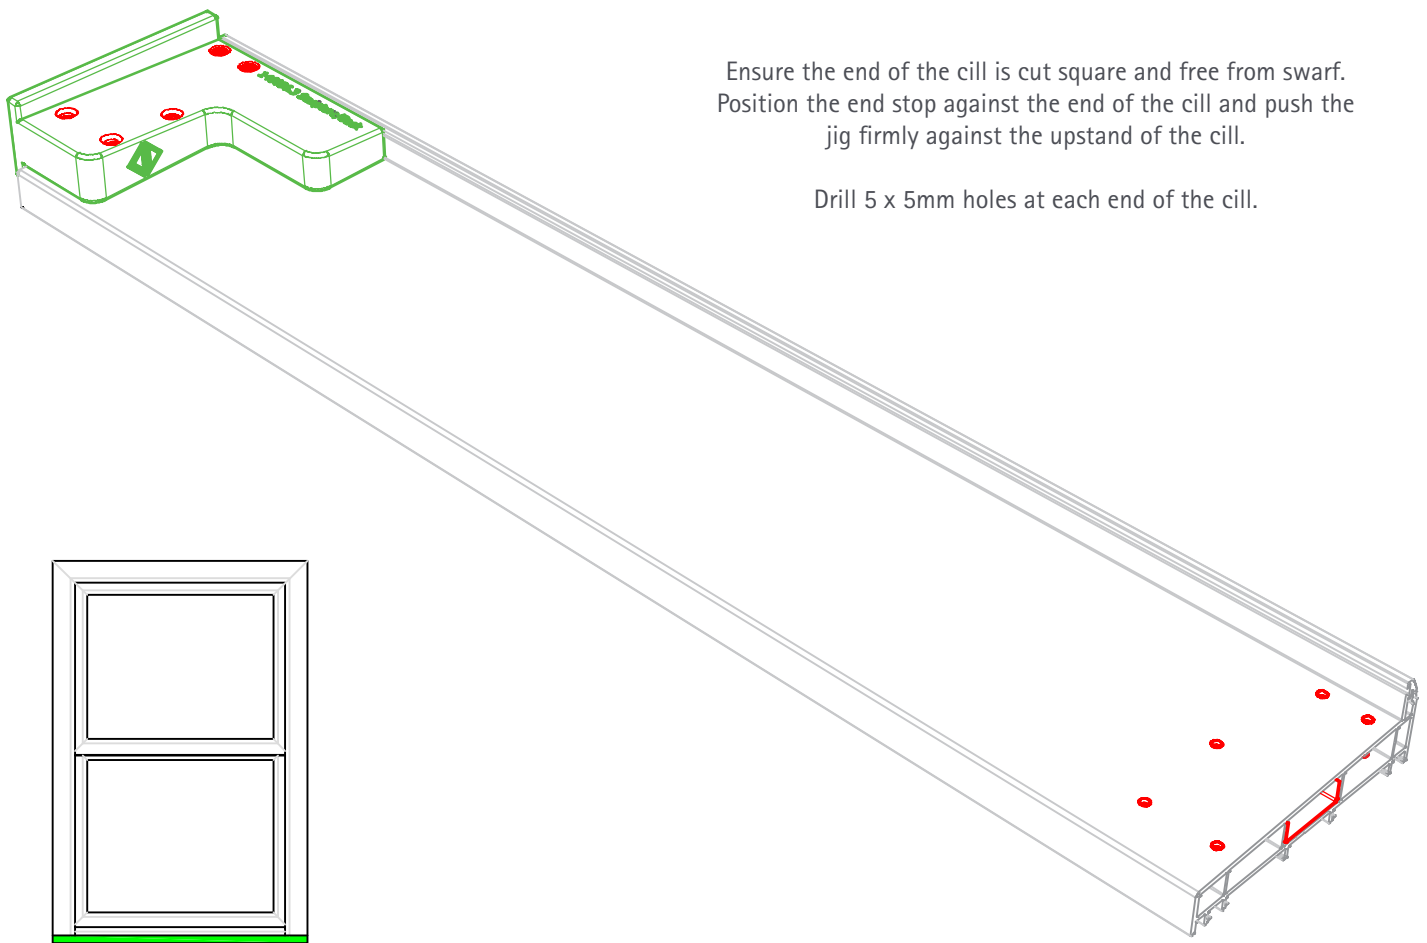 Ensure the end of the cill is cut square and free from swarf.
Position the end stop against the end of the cill and push the
jig firmly against the upstand of the cill.
Drill 5 x 5mm holes at each end of the cill.